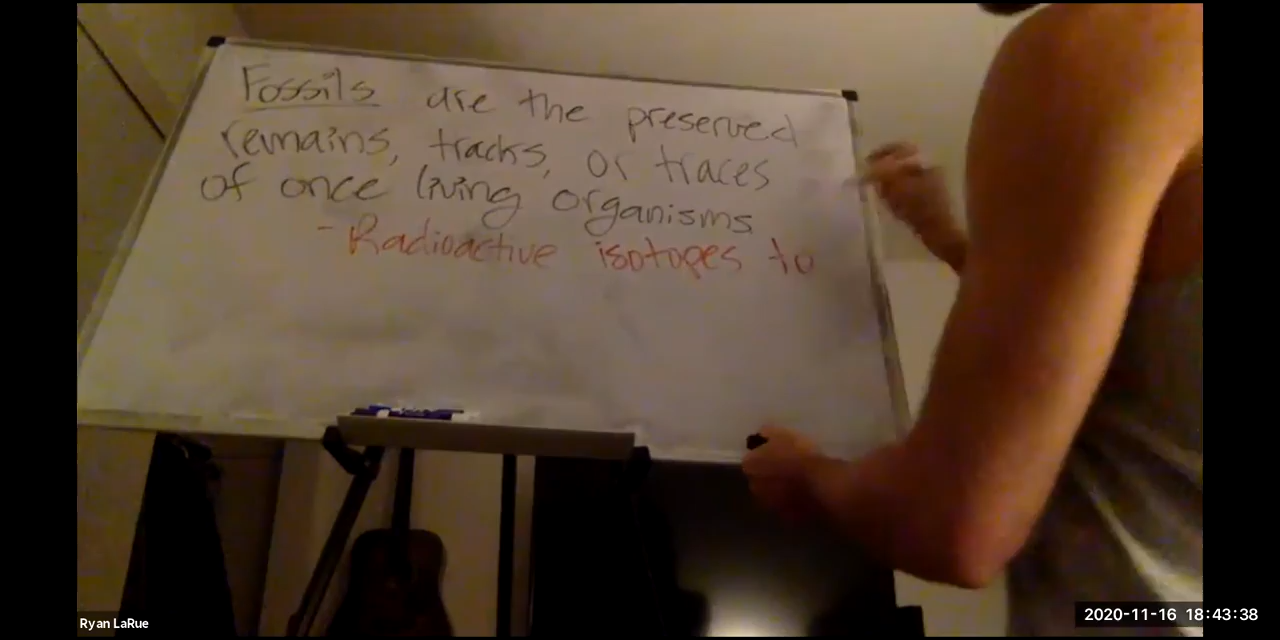 Fossils are the preserved
remains, tracks, or traces
of once living organisms.
- Radioactive isotopes to
Ryan LaRue
2020-11-16 18:43:38